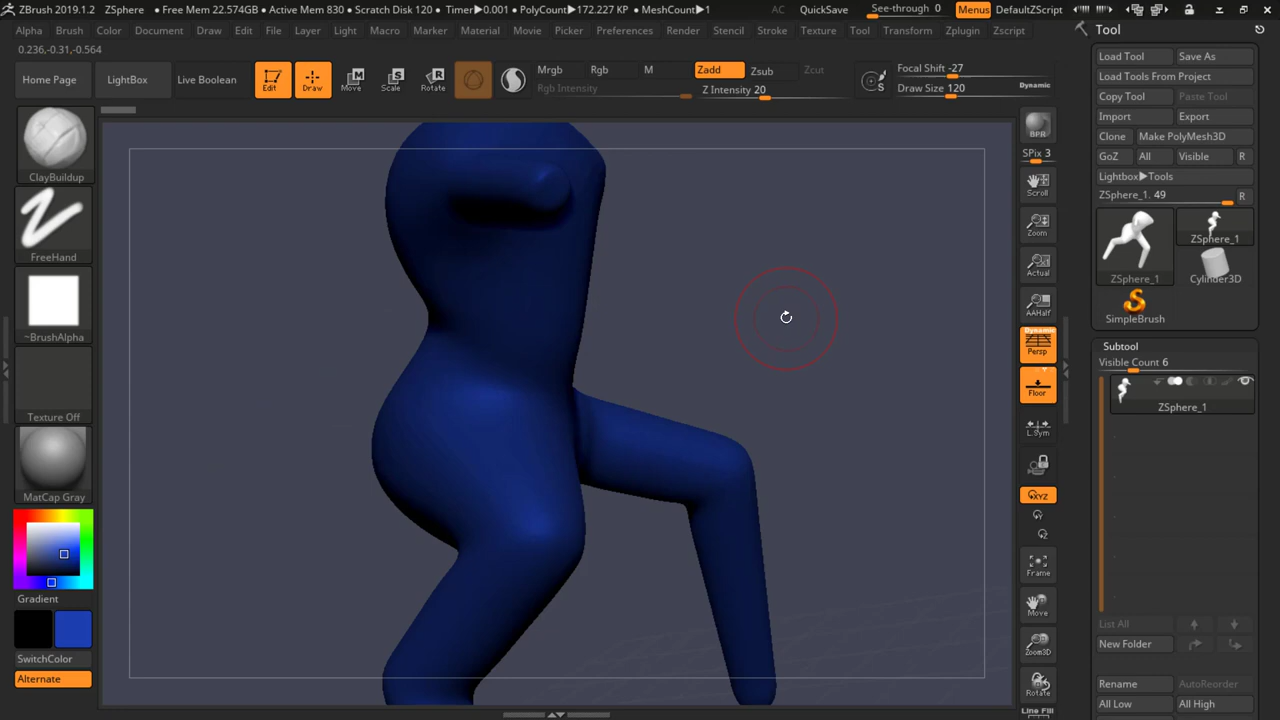 ZBrush 2019.1.2 ZSphere • Free Mem 22.574GB • Active Mem 830 • Scratch Disk 120 • Timer▶0.001 • PolyCount▶172.227 KP • MeshCount▶1 AC QuickSave See-through 0 Menus DefaultZScript
Alpha Brush Color Document Draw Edit File Layer Light Macro Marker Material Movie Picker Preferences Render Stencil Stroke Texture Tool Transform Zplugin Zscript
0.236,-0.31,-0.564
Home Page LightBox Live Boolean Edit Draw Move Scale Rotate
Mrgb Rgb M Zadd Zsub Zcut
Rgb Intensity Z Intensity 20
Focal Shift -27
Draw Size 120 Dynamic
ClayBuildup
FreeHand
~BrushAlpha
Texture Off
MatCap Gray
Gradient
SwitchColor
Alternate
BPR
SPix 3
Scroll
Zoom
Actual
AAHalf
Dynamic
Persp
Floor
L.Sym
XYZ
Frame
Move
Zoom3D
Rotate
Line Fill
Tool
Load Tool Save As
Load Tools From Project
Copy Tool Paste Tool
Import Export
Clone Make PolyMesh3D
GoZ All Visible R
Lightbox▶Tools
ZSphere_1. 49 R
ZSphere_1
ZSphere_1
Cylinder3D
SimpleBrush
Subtool
Visible Count 6
ZSphere_1
List All
New Folder
Rename AutoReorder
All Low All High